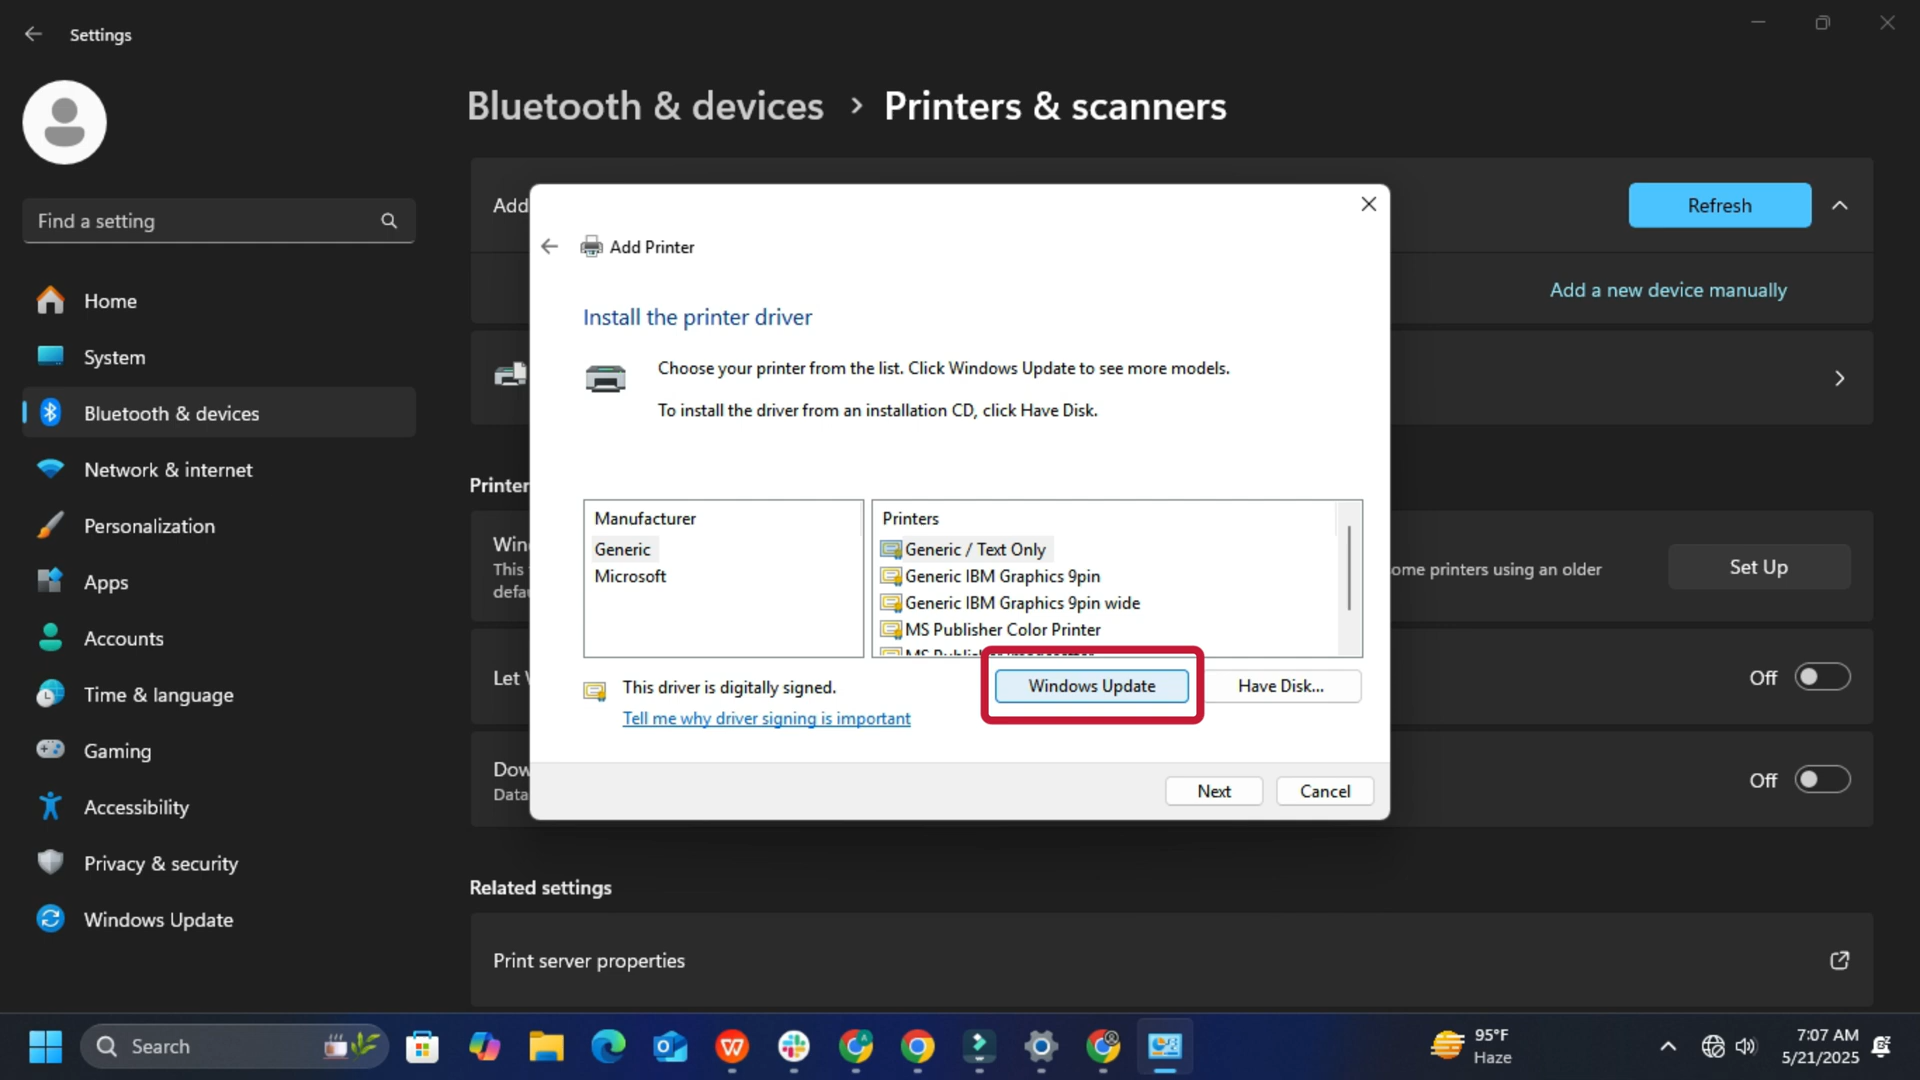 Settings
Find a setting
Home
System
Bluetooth & devices
Network & internet
Personalization
Apps
Accounts
Time & language
Gaming
Accessibility
Privacy & security
Windows Update
Bluetooth & devices > Printers & scanners
Add
Refresh
Add a new device manually
Printer
Win
This
defau
ome printers using an older
Set Up
Let
Off
Dow
Data
Off
Related settings
Print server properties
Add Printer
Install the printer driver
Choose your printer from the list. Click Windows Update to see more models.
To install the driver from an installation CD, click Have Disk.
Manufacturer
Generic
Microsoft
Printers
Generic / Text Only
Generic IBM Graphics 9pin
Generic IBM Graphics 9pin wide
MS Publisher Color Printer
This driver is digitally signed.
Tell me why driver signing is important
Windows Update
Have Disk...
Next
Cancel
Search
95°F
Haze
7:07 AM
5/21/2025